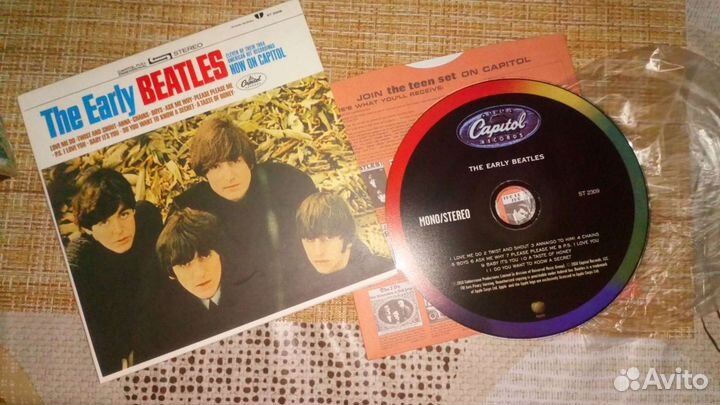 STEREO
ST 2309
The Early BEATLES
ELEVEN OF THEIR 1964
AMERICAN HIT RECORDINGS
NOW ON CAPITOL
Capitol
LOVE ME DO · TWIST AND SHOUT · ANNA · CHAINS · BOYS · ASK ME WHY · PLEASE PLEASE ME
· P.S. I LOVE YOU · BABY IT'S YOU · DO YOU WANT TO KNOW A SECRET · A TASTE OF HONEY ·
JOIN the teen set ON CAPITOL
HERE'S WHAT YOU'LL RECEIVE:
Capitol
RECORDS
THE EARLY BEATLES
MONO/STEREO
ST 2309
1 LOVE ME DO 2 TWIST AND SHOUT 3 ANNA(GO TO HIM) 4 CHAINS
5 BOYS 6 ASK ME WHY 7 PLEASE PLEASE ME 8 P.S. I LOVE YOU
9 BABY IT'S YOU 10 A TASTE OF HONEY
11 DO YOU WANT TO KNOW A SECRET
Avito